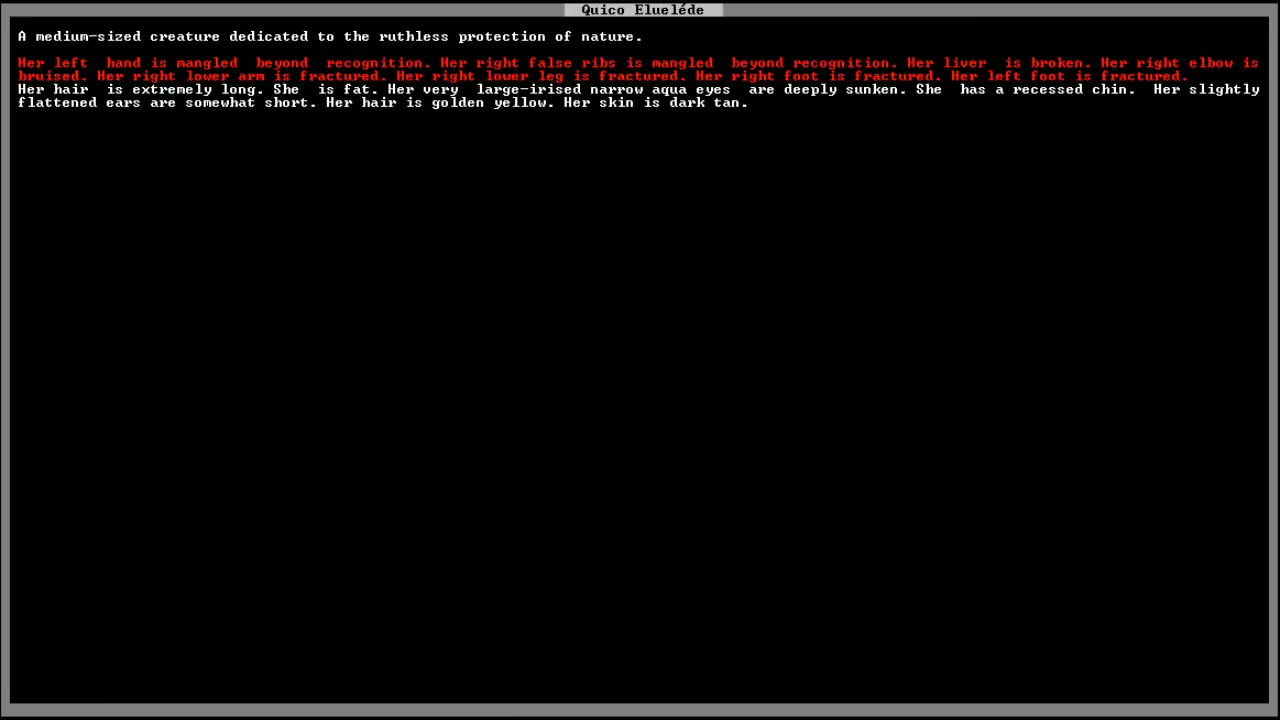 Quico Elueléde
A medium-sized creature dedicated to the ruthless protection of nature.
Her left hand is mangled beyond recognition. Her right false ribs is mangled beyond recognition. Her liver is broken. Her right elbow is
bruised. Her right lower arm is fractured. Her right lower leg is fractured. Her right foot is fractured. Her left foot is fractured.
Her hair is extremely long. She is fat. Her very large-irised narrow aqua eyes are deeply sunken. She has a recessed chin. Her slightly
flattened ears are somewhat short. Her hair is golden yellow. Her skin is dark tan.